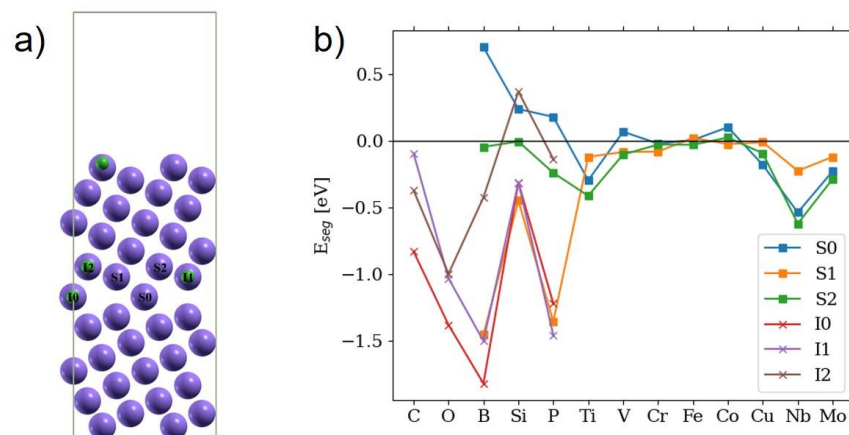 a)
I2
S1
S2
I1
I0
S0
b)
E_seg [eV]
0.5
0.0
−0.5
−1.0
−1.5
S0
S1
S2
I0
I1
I2
C O B Si P Ti V Cr Fe Co Cu Nb Mo